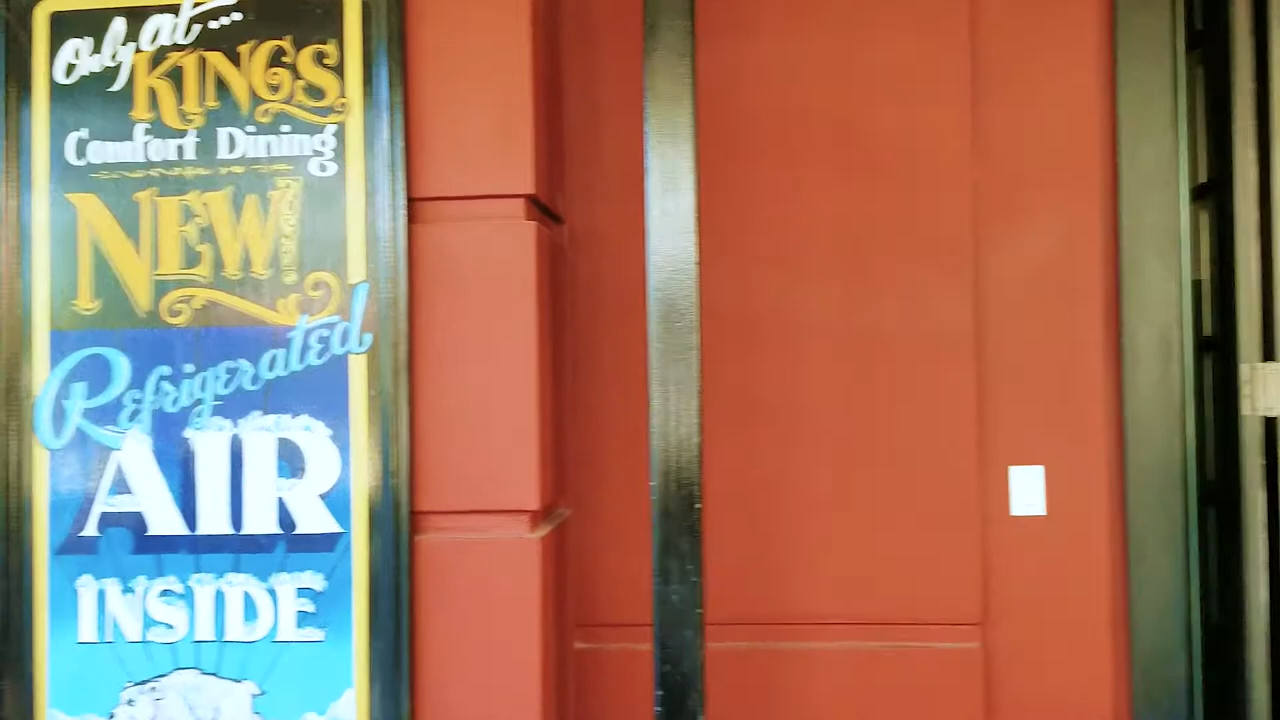 Only at...
KINGS
Comfort Dining
NEW!
Refrigerated
AIR
INSIDE